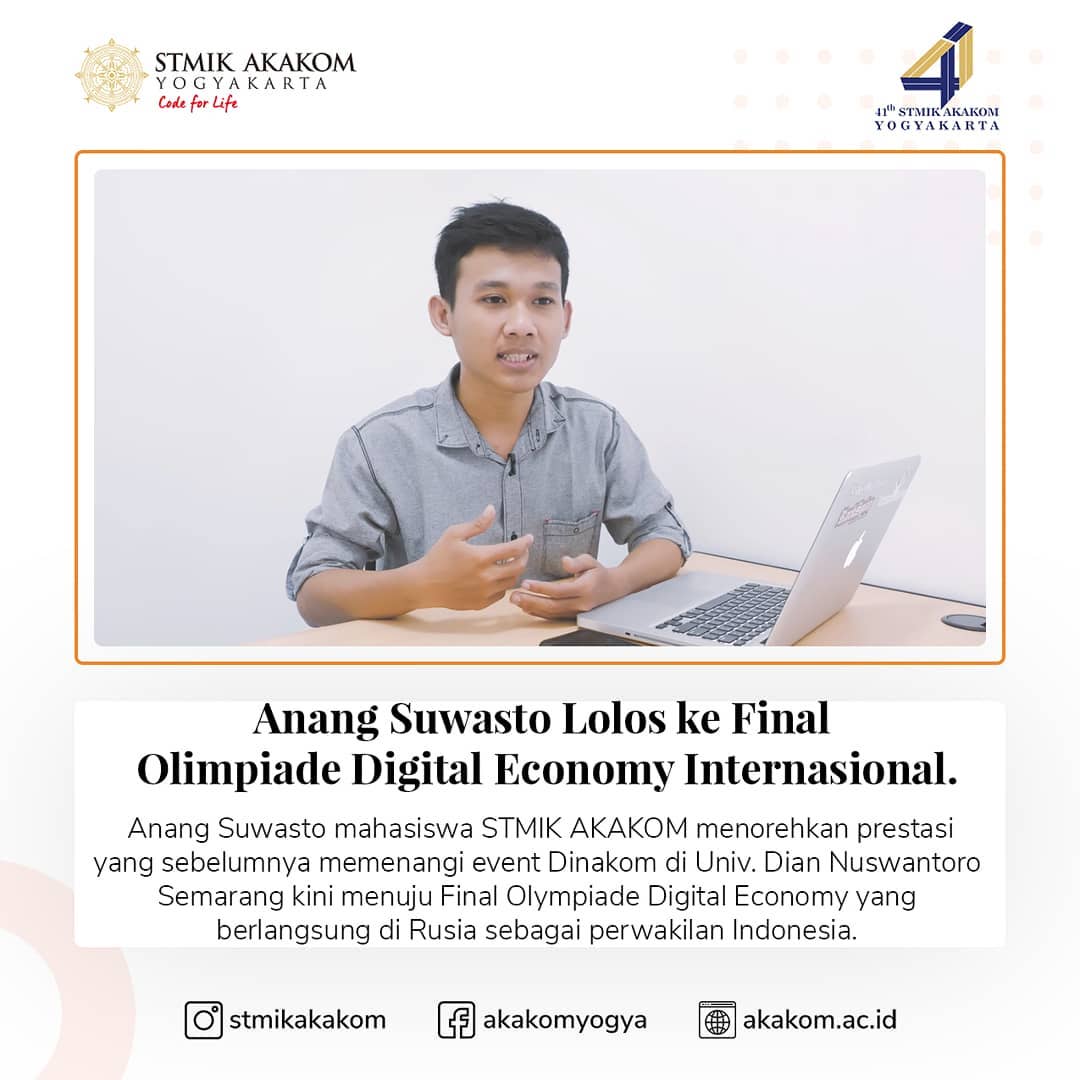 STMIK AKAKOM
YOGYAKARTA
Code for Life
41
41th STMIK AKAKOM
YOGYAKARTA
Anang Suwasto Lolos ke Final
Olimpiade Digital Economy Internasional.
Anang Suwasto mahasiswa STMIK AKAKOM menorehkan prestasi
yang sebelumnya memenangi event Dinakom di Univ. Dian Nuswantoro
Semarang kini menuju Final Olympiade Digital Economy yang
berlangsung di Rusia sebagai perwakilan Indonesia.
stmikakakom
akakomyogya
akakom.ac.id